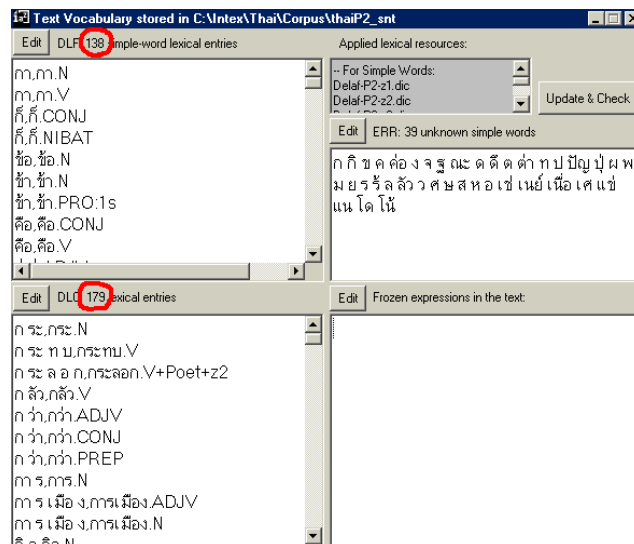 Text Vocabulary stored in C:\Intex\Thai\Corpus\thaiP2_snt
Edit DLF: 138 simple-word lexical entries
กา,กา.N
กา,กา.V
ก็,ก็.CONJ
ก็,ก็.NIBAT
ข้อ,ข้อ.N
ข้า,ข้า.N
ข้า,ข้า.PRO:1s
คือ,คือ.CONJ
คือ,คือ.V
Applied lexical resources:
-- For Simple Words:
Delaf-P2-z1.dic
Delaf-P2-z2.dic
Update & Check
Edit ERR: 39 unknown simple words
ก กิ ข ค ค่อ ง จ ฐ ณะ ด ดี ต ต่ำ ท ป ปัญ ปุ่ ผ พ
ม ย ร ร้ ล ลัว ว ศ ษ ส ห อ เช่ เนย์ เนื่อ เศ แข่
แน โด โน้
Edit DLC: 179 lexical entries
ก ระ,กระ.N
ก ระ ท บ,กระทบ.V
ก ระ ล อ ก,กระลอก.V+Poet+z2
ก ลัว,กลัว.V
ก ว่า,กว่า.ADJV
ก ว่า,กว่า.CONJ
ก ว่า,กว่า.PREP
กา ร,การ.N
กา ร เมือ ง,การเมือง.ADJV
กา ร เมือ ง,การเมือง.N
Edit Frozen expressions in the text: